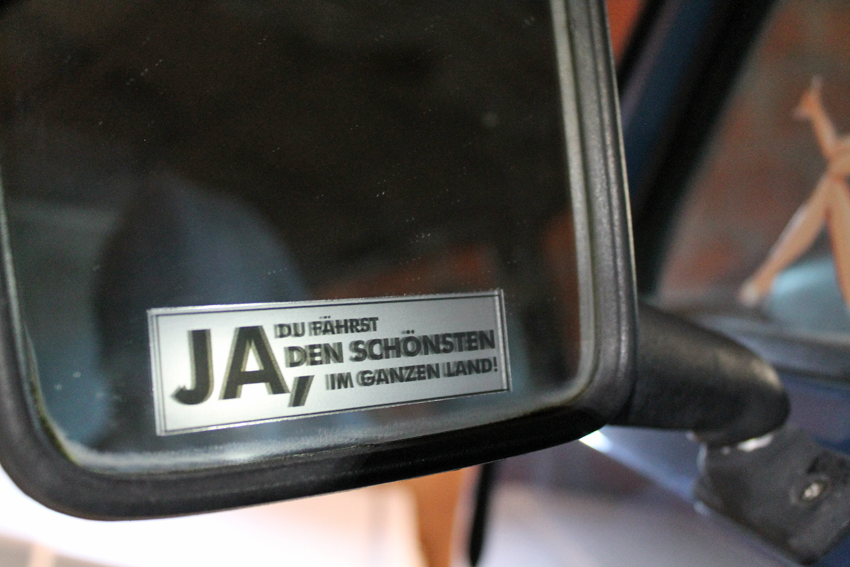 JA,
DU FÄHRST
DEN SCHÖNSTEN
IM GANZEN LAND!